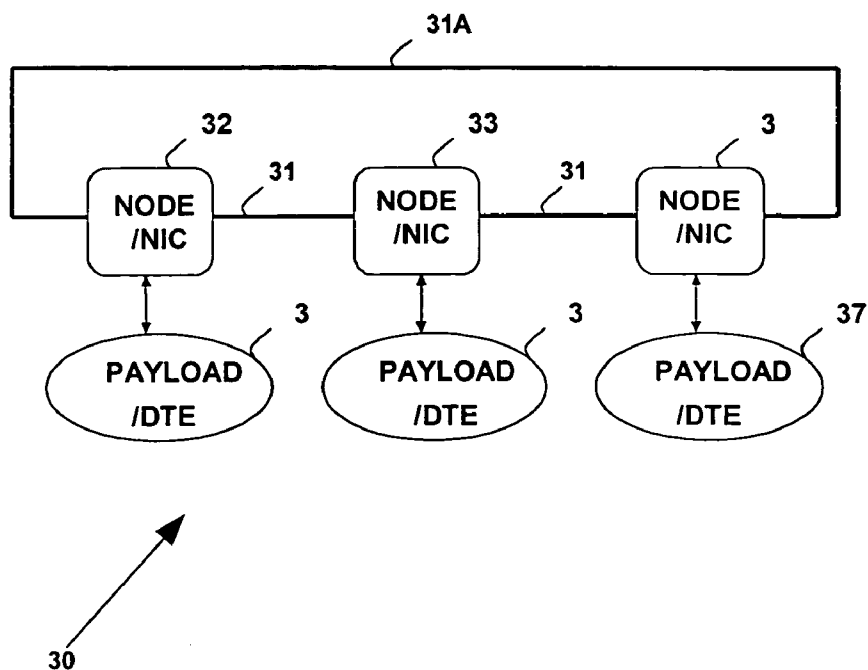 31A
32
33
3
31
31
NODE
/NIC
NODE
/NIC
NODE
/NIC
3
3
37
PAYLOAD
/DTE
PAYLOAD
/DTE
PAYLOAD
/DTE
30